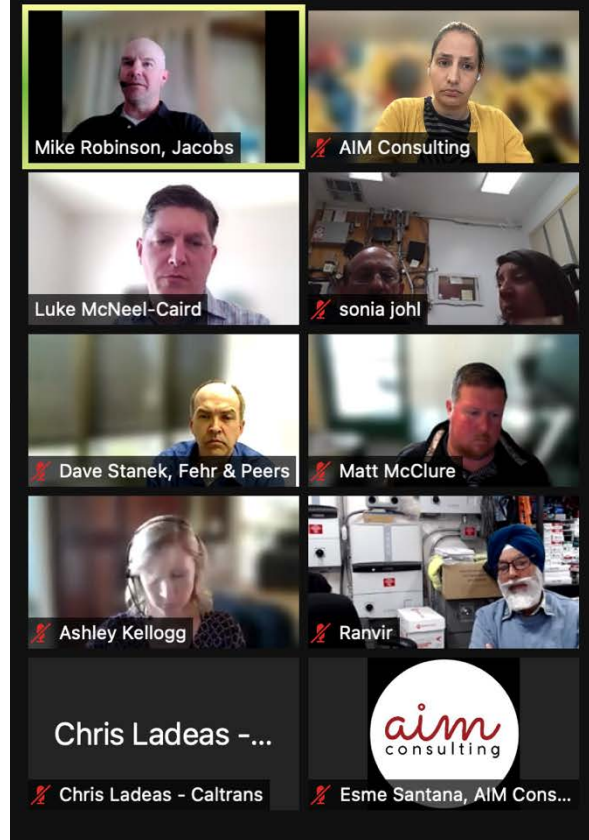 Mike Robinson, Jacobs
AIM Consulting
Luke McNeel-Caird
sonia johl
Dave Stanek, Fehr & Peers
Matt McClure
Ashley Kellogg
Ranvir
Chris Ladeas -...
aim
consulting
Chris Ladeas - Caltrans
Esme Santana, AIM Cons...